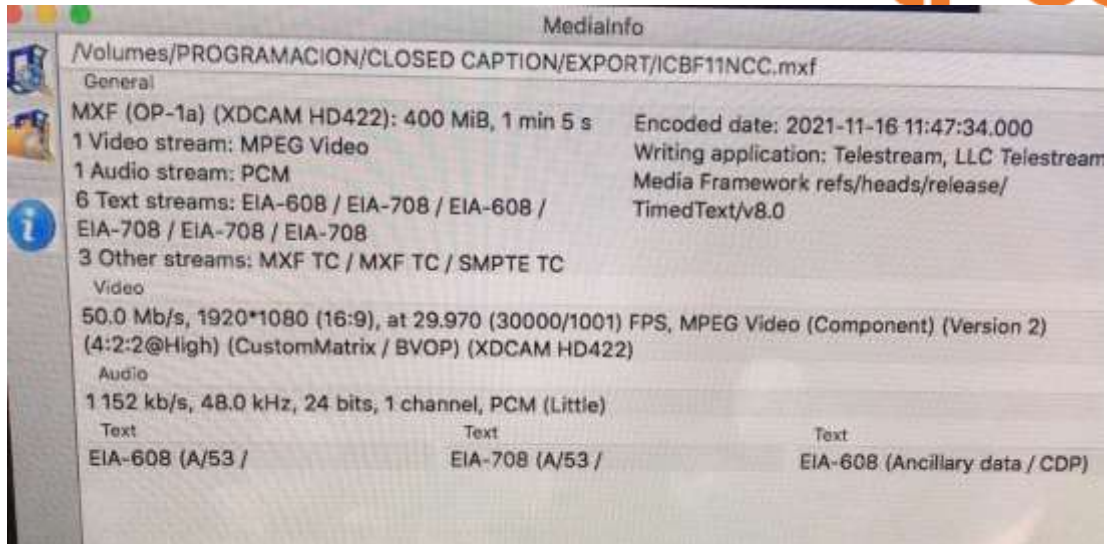 MediaInfo
/Volumes/PROGRAMACION/CLOSED CAPTION/EXPORT/ICBF11NCC.mxf
General
MXF (OP-1a) (XDCAM HD422): 400 MiB, 1 min 5 s
1 Video stream: MPEG Video
1 Audio stream: PCM
6 Text streams: EIA-608 / EIA-708 / EIA-608 /
EIA-708 / EIA-708 / EIA-708
3 Other streams: MXF TC / MXF TC / SMPTE TC
Encoded date: 2021-11-16 11:47:34.000
Writing application: Telestream, LLC Telestream
Media Framework refs/heads/release/
TimedText/v8.0
Video
50.0 Mb/s, 1920*1080 (16:9), at 29.970 (30000/1001) FPS, MPEG Video (Component) (Version 2)
(4:2:2@High) (CustomMatrix / BVOP) (XDCAM HD422)
Audio
1 152 kb/s, 48.0 kHz, 24 bits, 1 channel, PCM (Little)
Text Text Text
EIA-608 (A/53 / EIA-708 (A/53 / EIA-608 (Ancillary data / CDP)